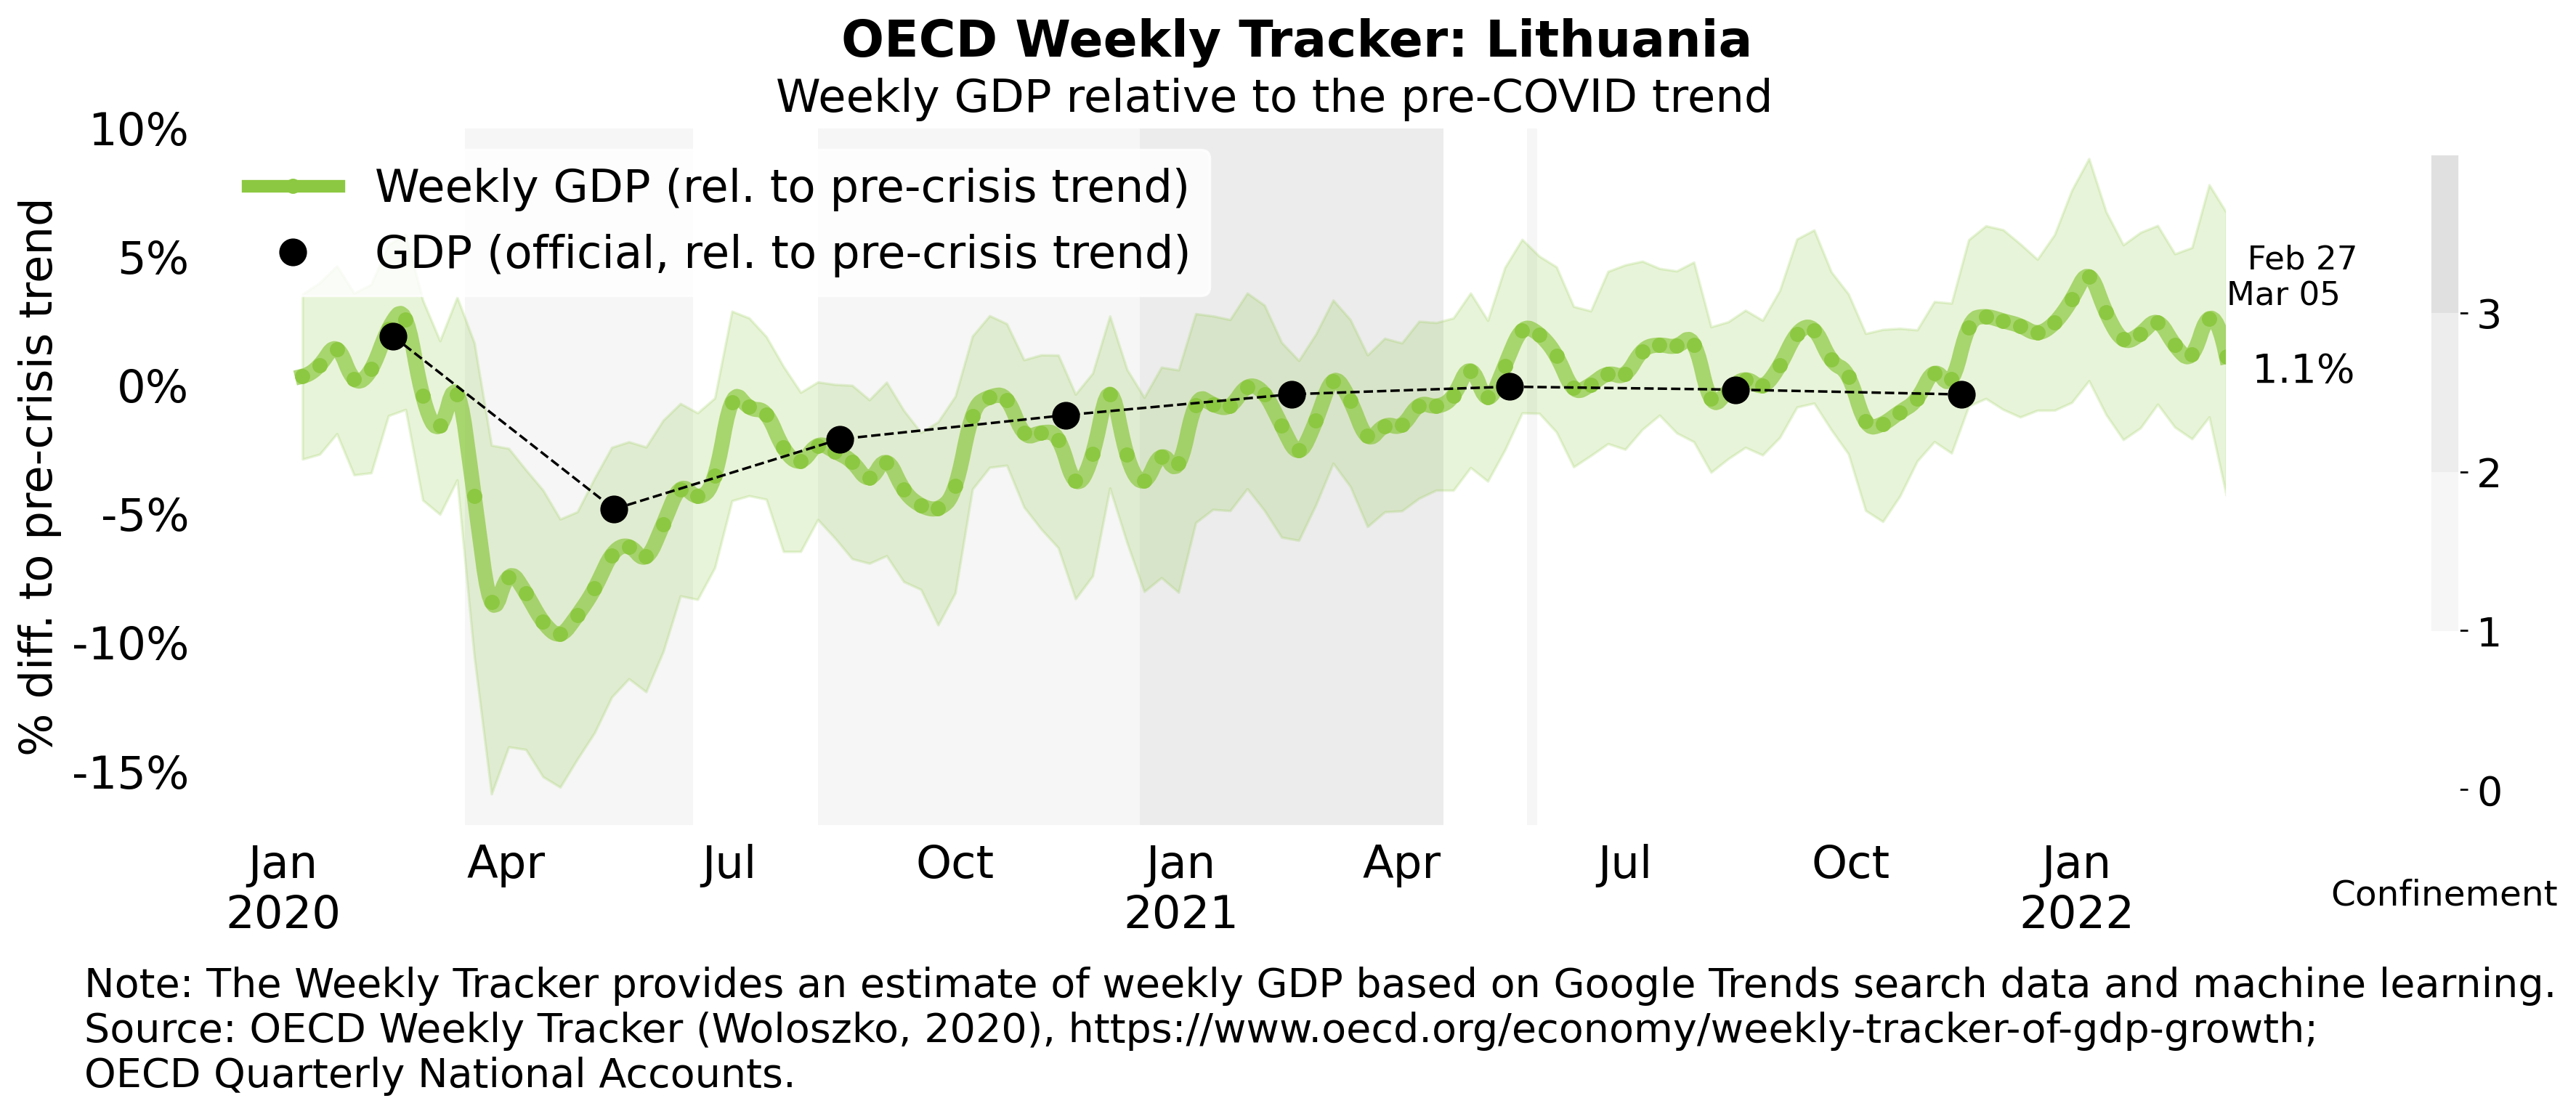 OECD Weekly Tracker: Lithuania
Weekly GDP relative to the pre-COVID trend
% diff. to pre-crisis trend
10%
5%
0%
-5%
-10%
-15%
Weekly GDP (rel. to pre-crisis trend)
GDP (official, rel. to pre-crisis trend)
Feb 27
Mar 05
1.1%
3
2
1
0
Confinement
Jan Apr Jul Oct Jan Apr Jul Oct Jan
2020 2021 2022
Note: The Weekly Tracker provides an estimate of weekly GDP based on Google Trends search data and machine learning.
Source: OECD Weekly Tracker (Woloszko, 2020), https://www.oecd.org/economy/weekly-tracker-of-gdp-growth;
OECD Quarterly National Accounts.